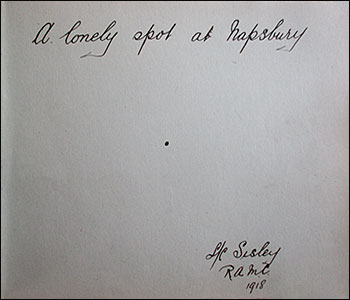 A lonely spot at Napsbury
L/C Sisley
R.A.M.C.
1918